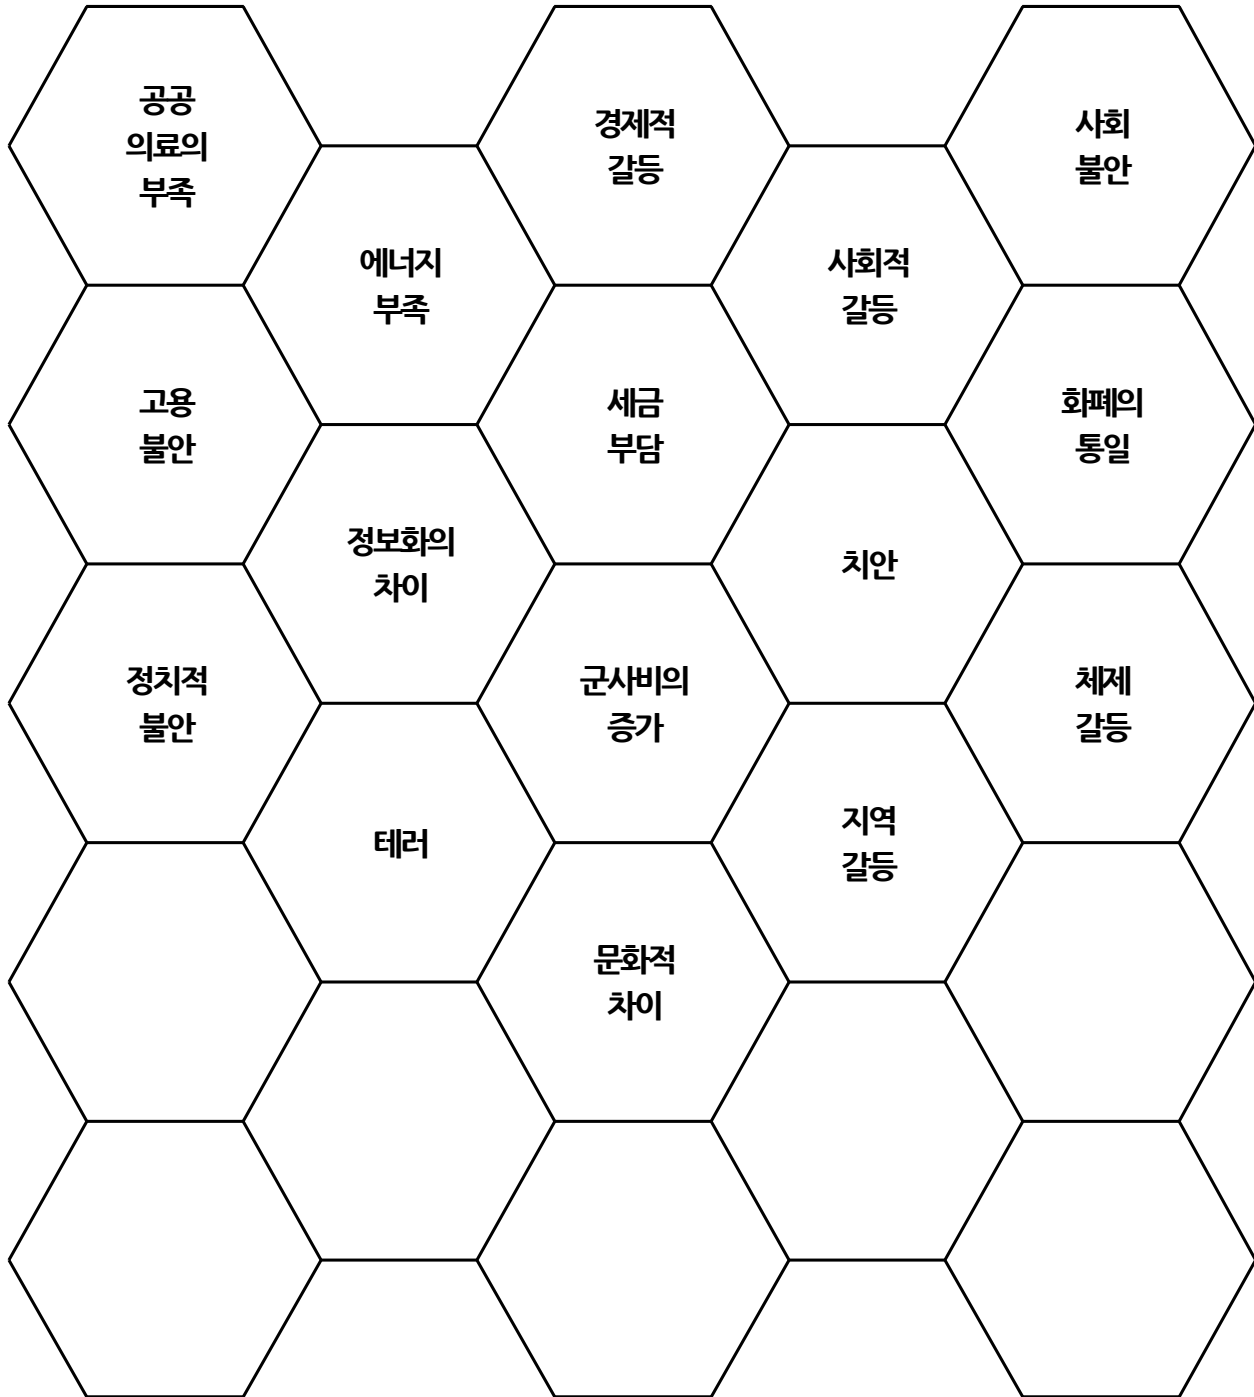 공공
의료의
부족
경제적
갈등
사회
불안
에너지
부족
사회적
갈등
고용
불안
세금
부담
화폐의
통일
정보화의
차이
치안
정치적
불안
군사비의
증가
체제
갈등
테러
지역
갈등
문화적
차이